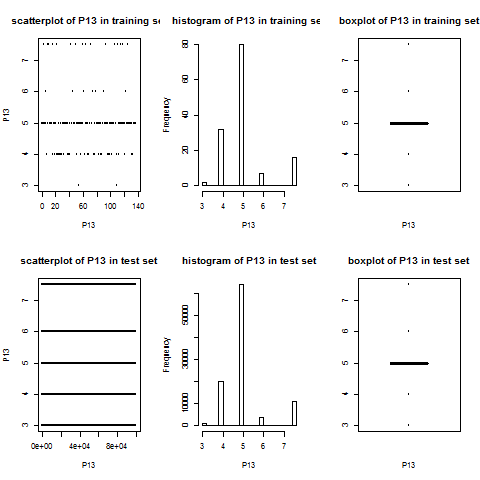 scatterplot of P13 in training se
histogram of P13 in training se
boxplot of P13 in training set
P13
3 4 5 6 7
0 20 60 100 140
P13
Frequency
0 20 40 60 80
3 4 5 6 7
P13
3 4 5 6 7
P13
scatterplot of P13 in test set
histogram of P13 in test set
boxplot of P13 in test set
P13
3 4 5 6 7
0e+00 4e+04 8e+04
P13
Frequency
0 10000 30000 50000
3 4 5 6 7
P13
3 4 5 6 7
P13